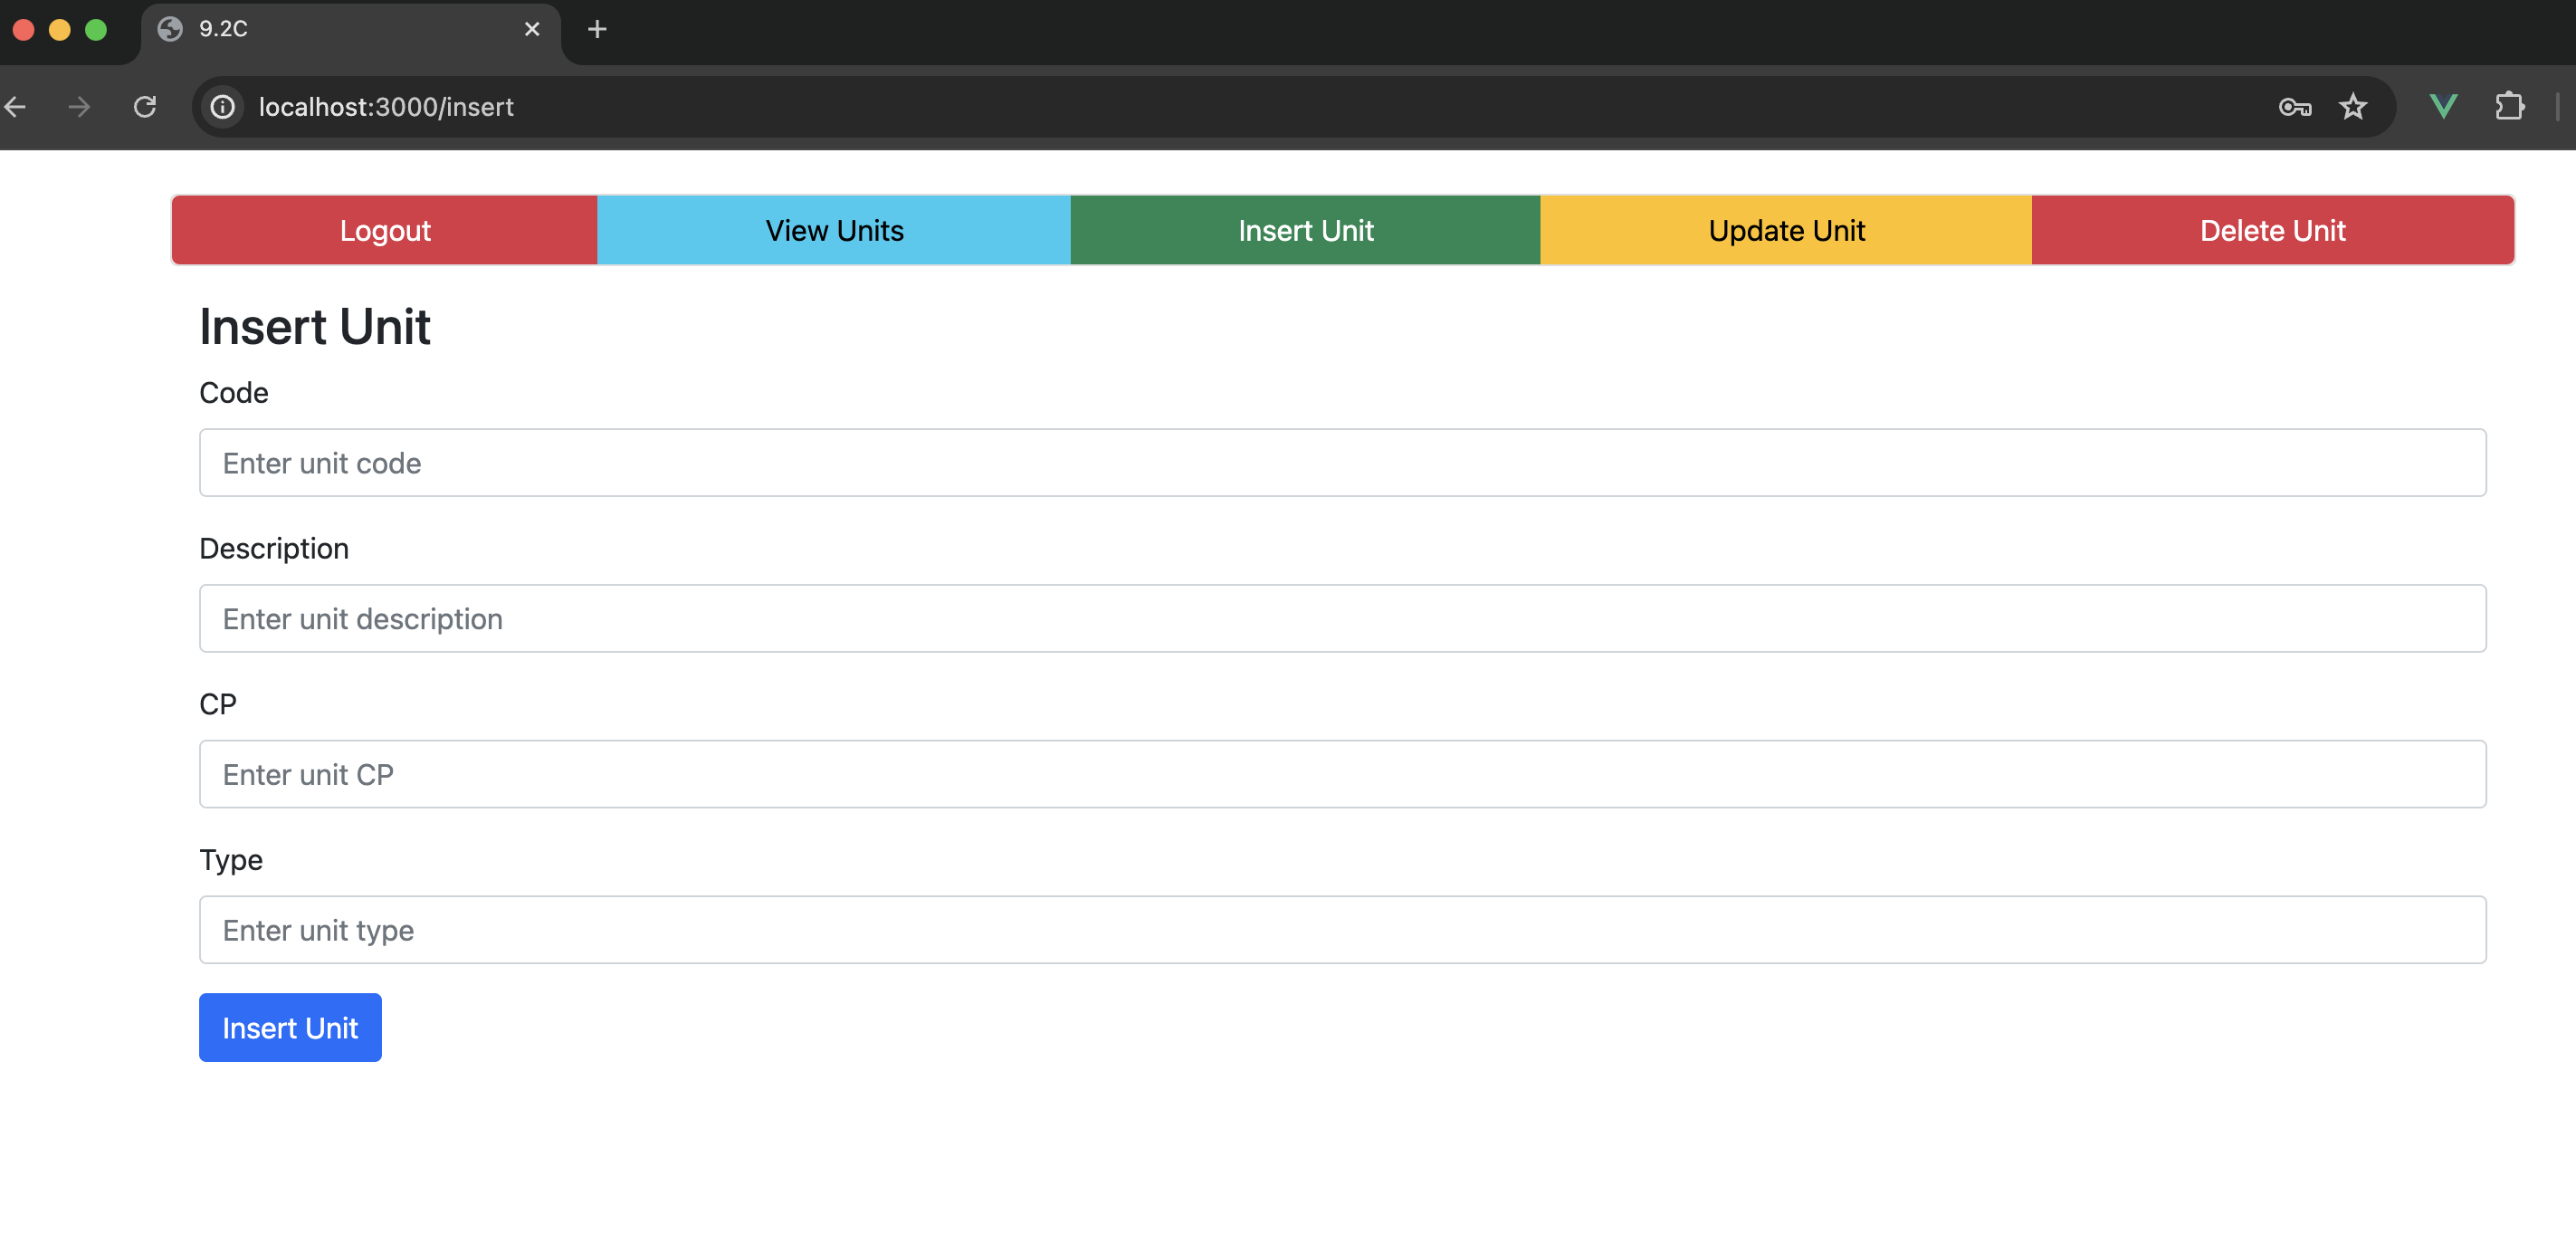 9.2C
localhost:3000/insert
Logout View Units Insert Unit Update Unit Delete Unit
Insert Unit
Code
Enter unit code
Description
Enter unit description
CP
Enter unit CP
Type
Enter unit type
Insert Unit